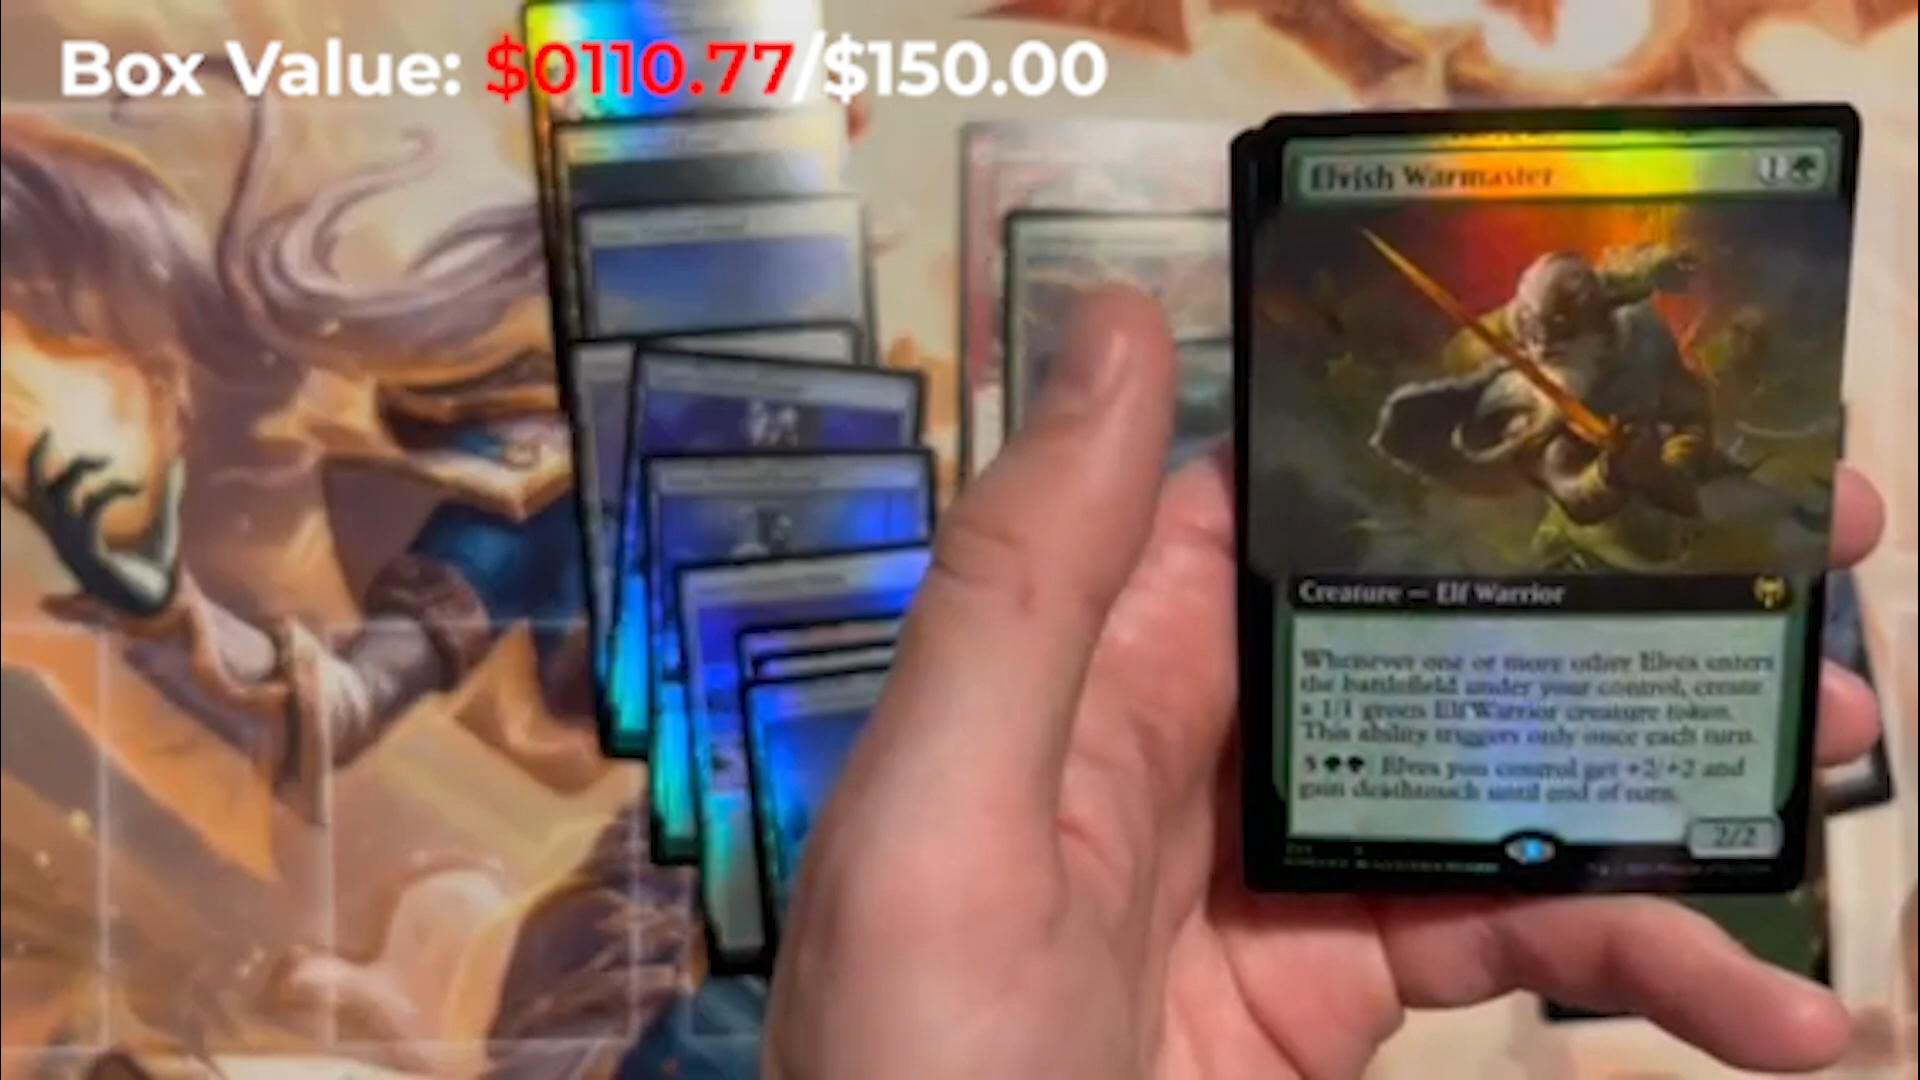 Box Value: $0110.77/$150.00
Elvish Warmaster 1
Creature — Elf Warrior
Whenever one or more other Elves enters
the battlefield under your control, create
a 1/1 green Elf Warrior creature token.
This ability triggers only once each turn.
5 Elves you control get +2/+2 and
gain deathtouch until end of turn.
2/2